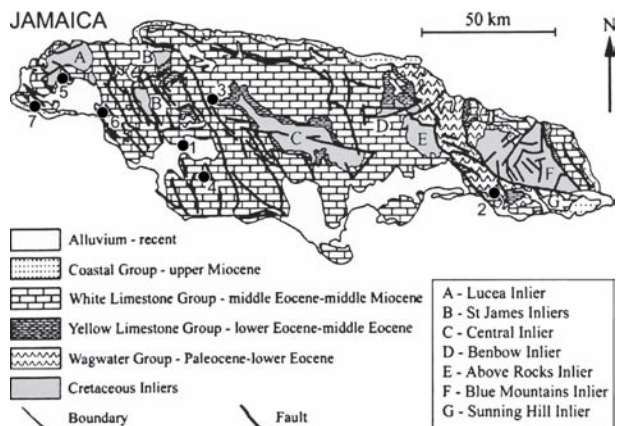 JAMAICA
50 km
N
A
B
B
3
5
7
6
D
C
E
1
4
F
2
G
Alluvium - recent
Coastal Group - upper Miocene
White Limestone Group - middle Eocene-middle Miocene
Yellow Limestone Group - lower Eocene-middle Eocene
Wagwater Group - Paleocene-lower Eocene
Cretaceous Inliers
Boundary
Fault
A - Lucea Inlier
B - St James Inliers
C - Central Inlier
D - Benbow Inlier
E - Above Rocks Inlier
F - Blue Mountains Inlier
G - Sunning Hill Inlier